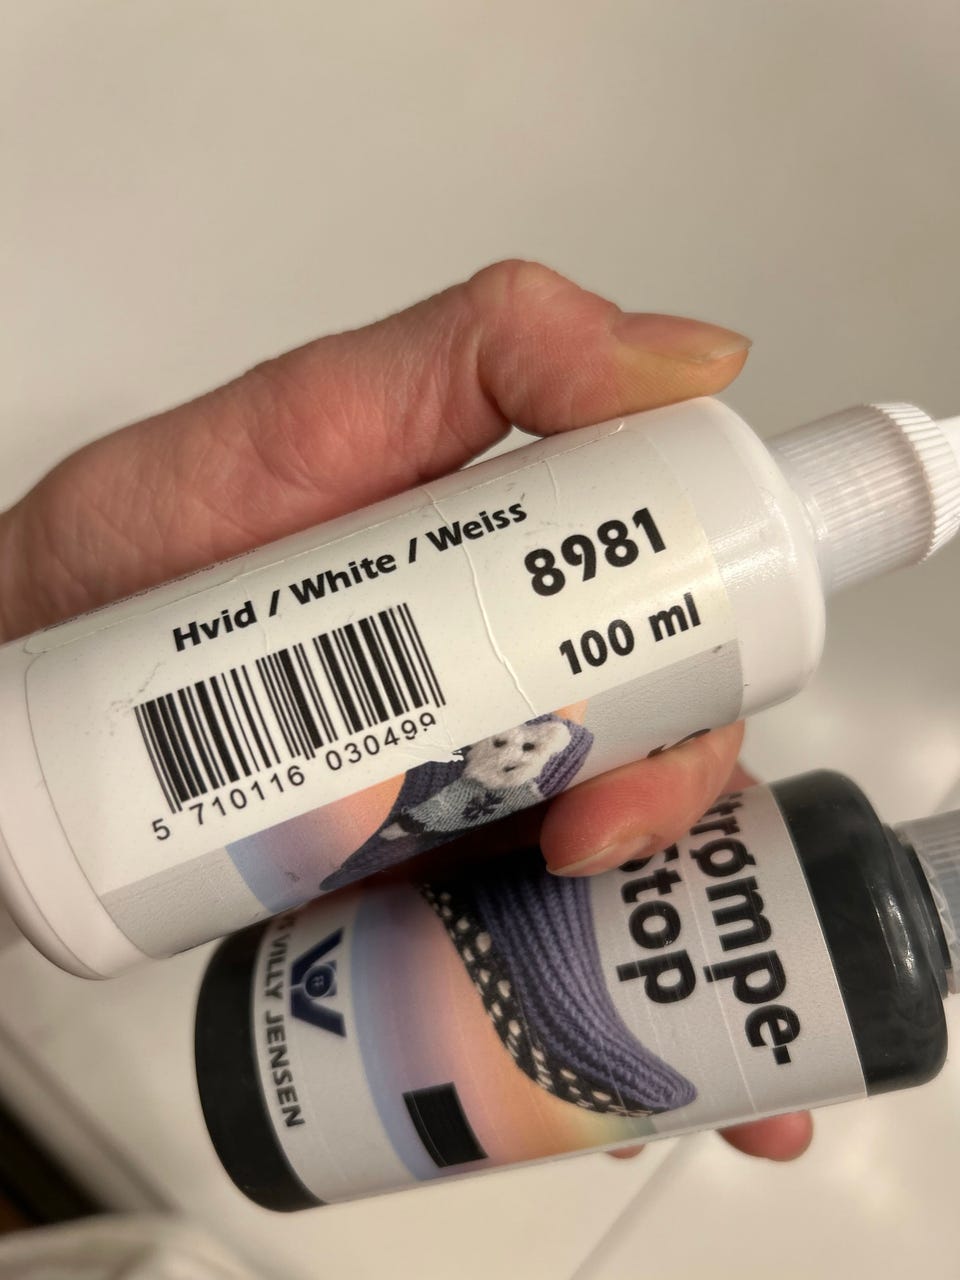 Hvid / White / Weiss
8981
100 ml
5 710116 030499
Strømpe-
Stop
VILLY JENSEN